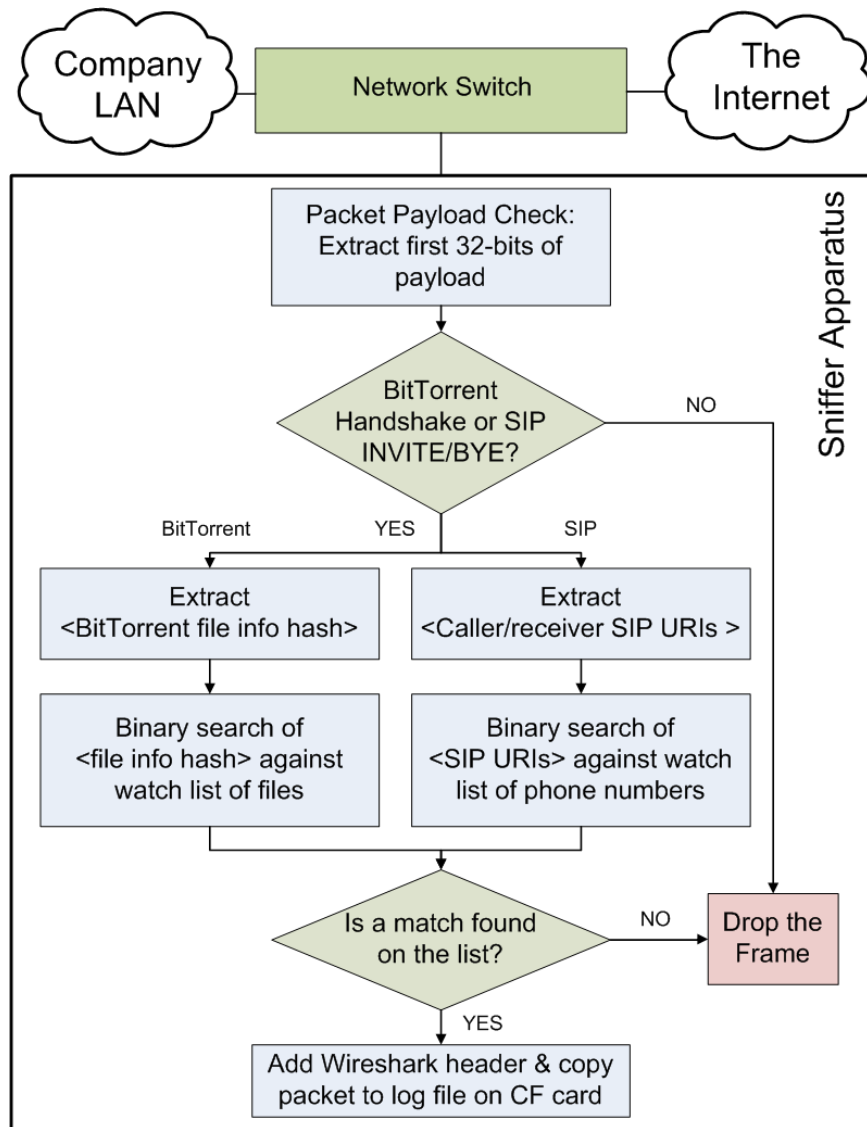 Company
LAN
Network Switch
The
Internet
Sniffer Apparatus
Packet Payload Check:
Extract first 32-bits of
payload
BitTorrent
Handshake or SIP
INVITE/BYE?
NO
BitTorrent
YES
SIP
Extract
<BitTorrent file info hash>
Extract
<Caller/receiver SIP URIs >
Binary search of
<file info hash> against
watch list of files
Binary search of
<SIP URIs> against watch
list of phone numbers
Is a match found
on the list?
NO
Drop the
Frame
YES
Add Wireshark header & copy
packet to log file on CF card